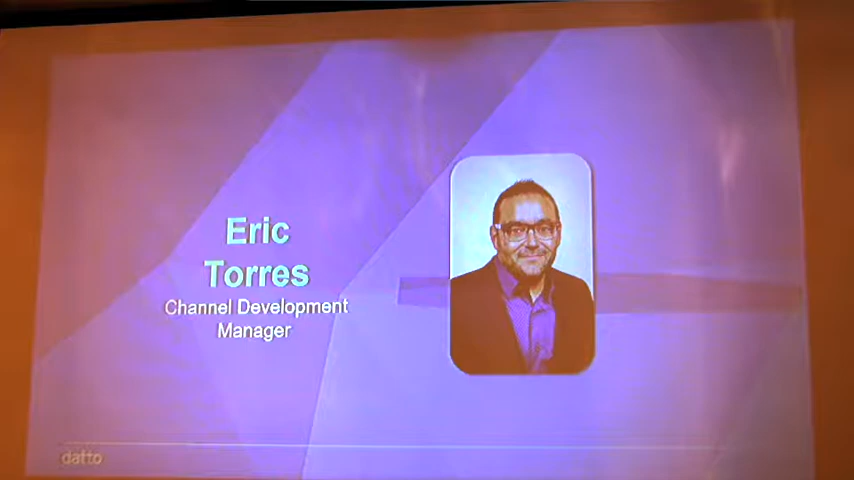 Eric
Torres
Channel Development
Manager
datto